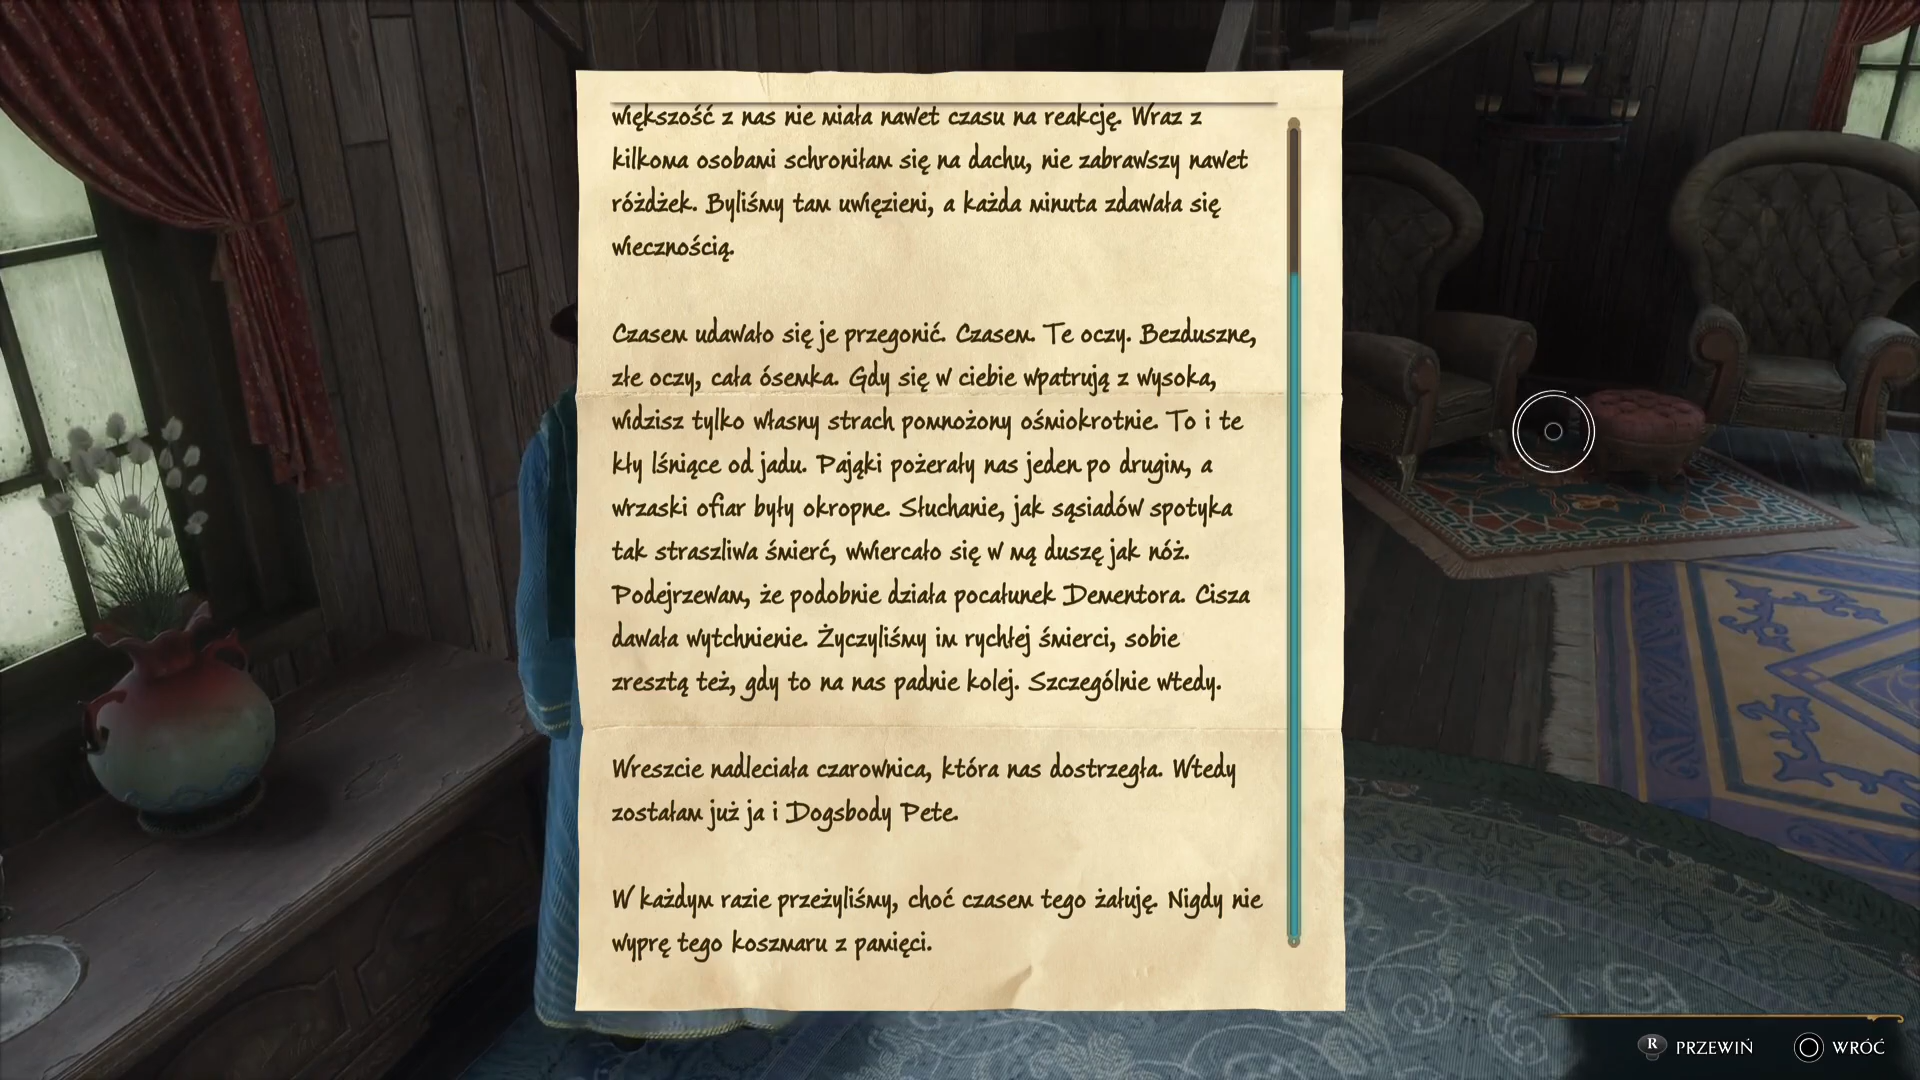 większość z nas nie miała nawet czasu na reakcję. Wraz z
kilkoma osobami schroniłam się na dachu, nie zabrawszy nawet
różdżek. Byliśmy tam uwięzieni, a każda minuta zdawała się
wiecznością.
Czasem udawało się je przegonić. Czasem. Te oczy. Bezduszne,
złe oczy, cała ósemka. Gdy się w ciebie wpatrują z wysoka,
widzisz tylko własny strach pomnożony ośmiokrotnie. To i te
kły lśniące od jadu. Pająki pożerały nas jeden po drugim, a
wrzaski ofiar były okropne. Słuchanie, jak sąsiadów spotyka
tak straszliwa śmierć, wwiercało się w mą duszę jak nóż.
Podejrzewam, że podobnie działa pocałunek Dementora. Cisza
dawała wytchnienie. Życzyliśmy im rychłej śmierci, sobie
zresztą też, gdy to na nas padnie kolej. Szczególnie wtedy.
Wreszcie nadleciała czarownica, która nas dostrzegła. Wtedy
zostałam już ja i Dogsbody Pete.
W każdym razie przeżyliśmy, choć czasem tego żałuję. Nigdy nie
wyprę tego koszmaru z pamięci.
R PRZEWIŃ WRÓĆ